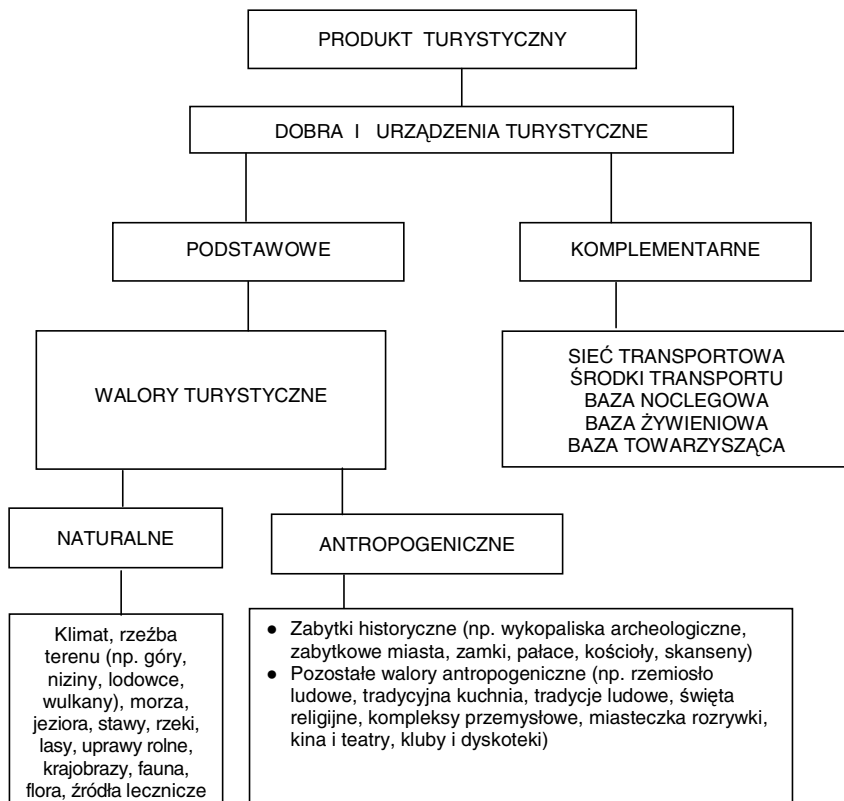 PRODUKT TURYSTYCZNY
DOBRA I URZĄDZENIA TURYSTYCZNE
PODSTAWOWE
KOMPLEMENTARNE
WALORY TURYSTYCZNE
SIEĆ TRANSPORTOWA
ŚRODKI TRANSPORTU
BAZA NOCLEGOWA
BAZA ŻYWIENIOWA
BAZA TOWARZYSZĄCA
NATURALNE
ANTROPOGENICZNE
Klimat, rzeźba
terenu (np. góry,
niziny, lodowce,
wulkany), morza,
jeziora, stawy, rzeki,
lasy, uprawy rolne,
krajobrazy, fauna,
flora, źródła lecznicze
● Zabytki historyczne (np. wykopaliska archeologiczne,
zabytkowe miasta, zamki, pałace, kościoły, skanseny)
● Pozostałe walory antropogeniczne (np. rzemiosło
ludowe, tradycyjna kuchnia, tradycje ludowe, święta
religijne, kompleksy przemysłowe, miasteczka rozrywki,
kina i teatry, kluby i dyskoteki)